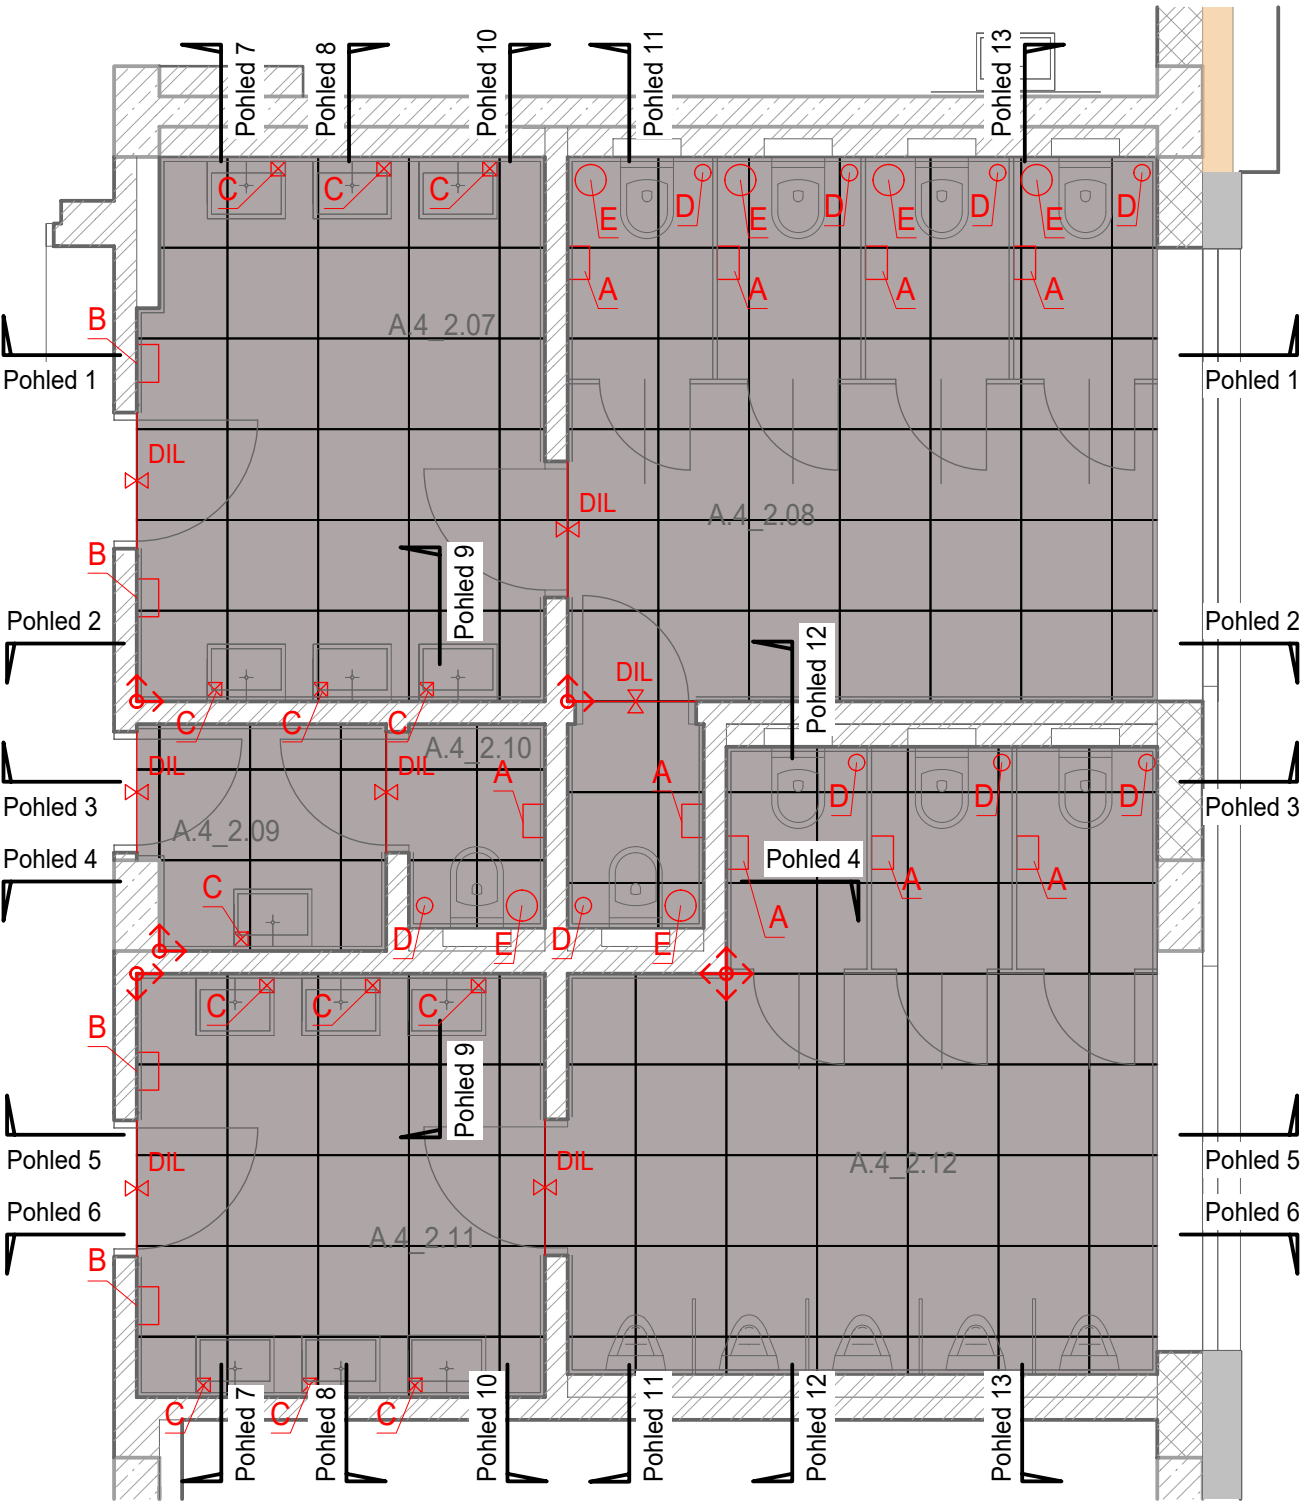 Pohled 7
Pohled 8
Pohled 10
Pohled 11
Pohled 13
C
C
C
E
D
E
D
E
D
E
D
A
A
A
A
B
A.4_2.07
Pohled 1
Pohled 1
DIL
DIL
A.4_2.08
B
Pohled 9
Pohled 2
Pohled 2
DIL
Pohled 12
C
C
C
A.4_2.10
DIL
DIL
A
A
Pohled 3
D
D
D
Pohled 3
A.4_2.09
Pohled 4
Pohled 4
C
A
A
A
D
E
D
E
C
C
C
B
Pohled 9
Pohled 5
DIL
DIL
A.4_2.12
Pohled 5
Pohled 6
Pohled 6
A.4_2.11
B
C
C
C
Pohled 7
Pohled 8
Pohled 10
Pohled 11
Pohled 12
Pohled 13